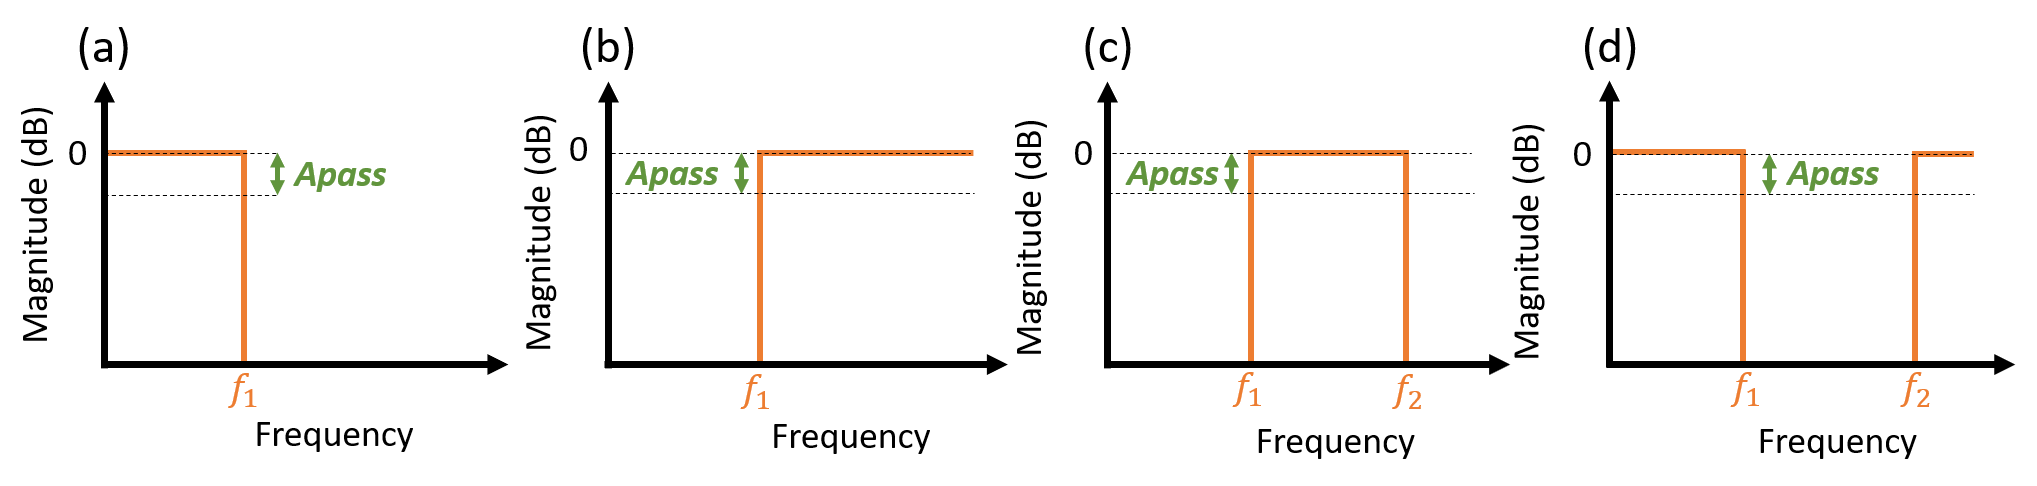 (a)
Magnitude (dB)
0
Apass
f1
Frequency
(b)
Magnitude (dB)
0
Apass
f1
Frequency
(c)
Magnitude (dB)
0
Apass
f1
f2
Frequency
(d)
Magnitude (dB)
0
Apass
f1
f2
Frequency